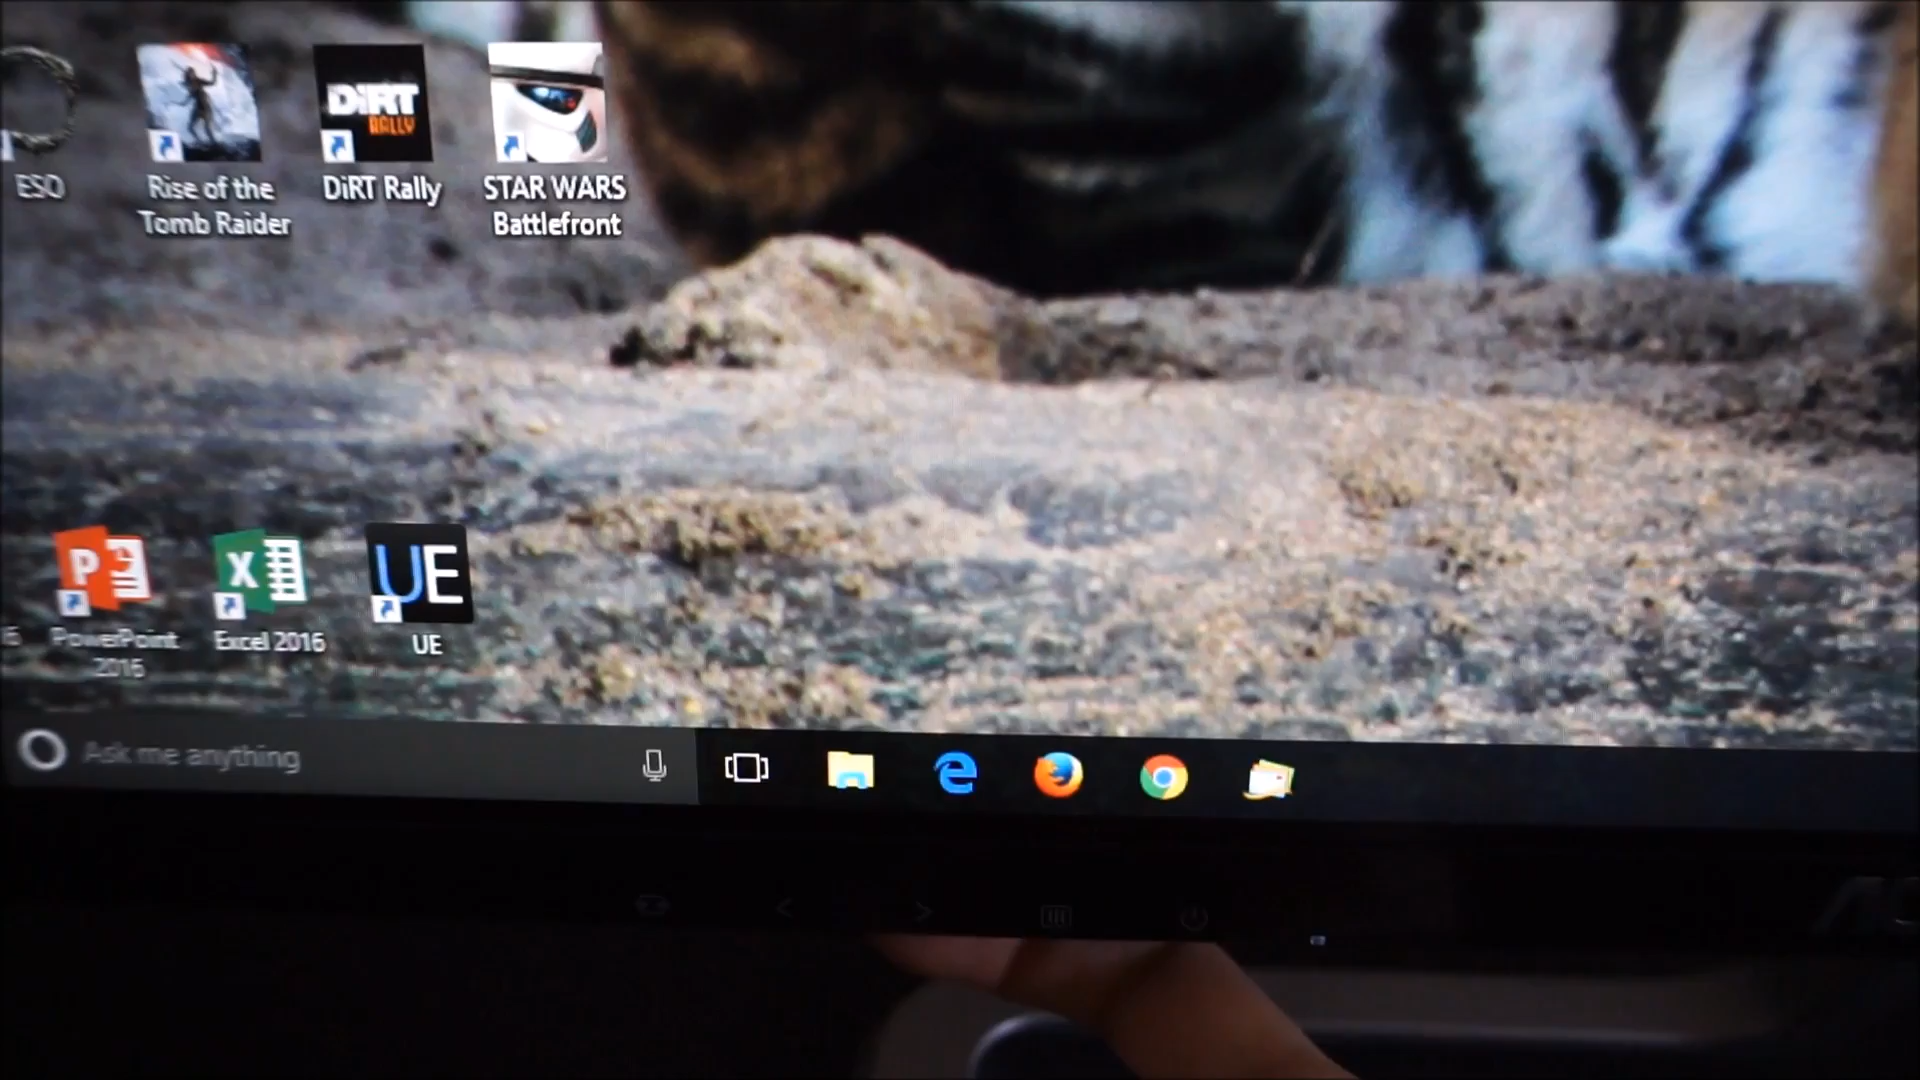 DiRT
RALLY
ESO
Rise of the
Tomb Raider
DiRT Rally
STAR WARS
Battlefront
P
X
UE
PowerPoint
2016
Excel 2016
UE
Ask me anything